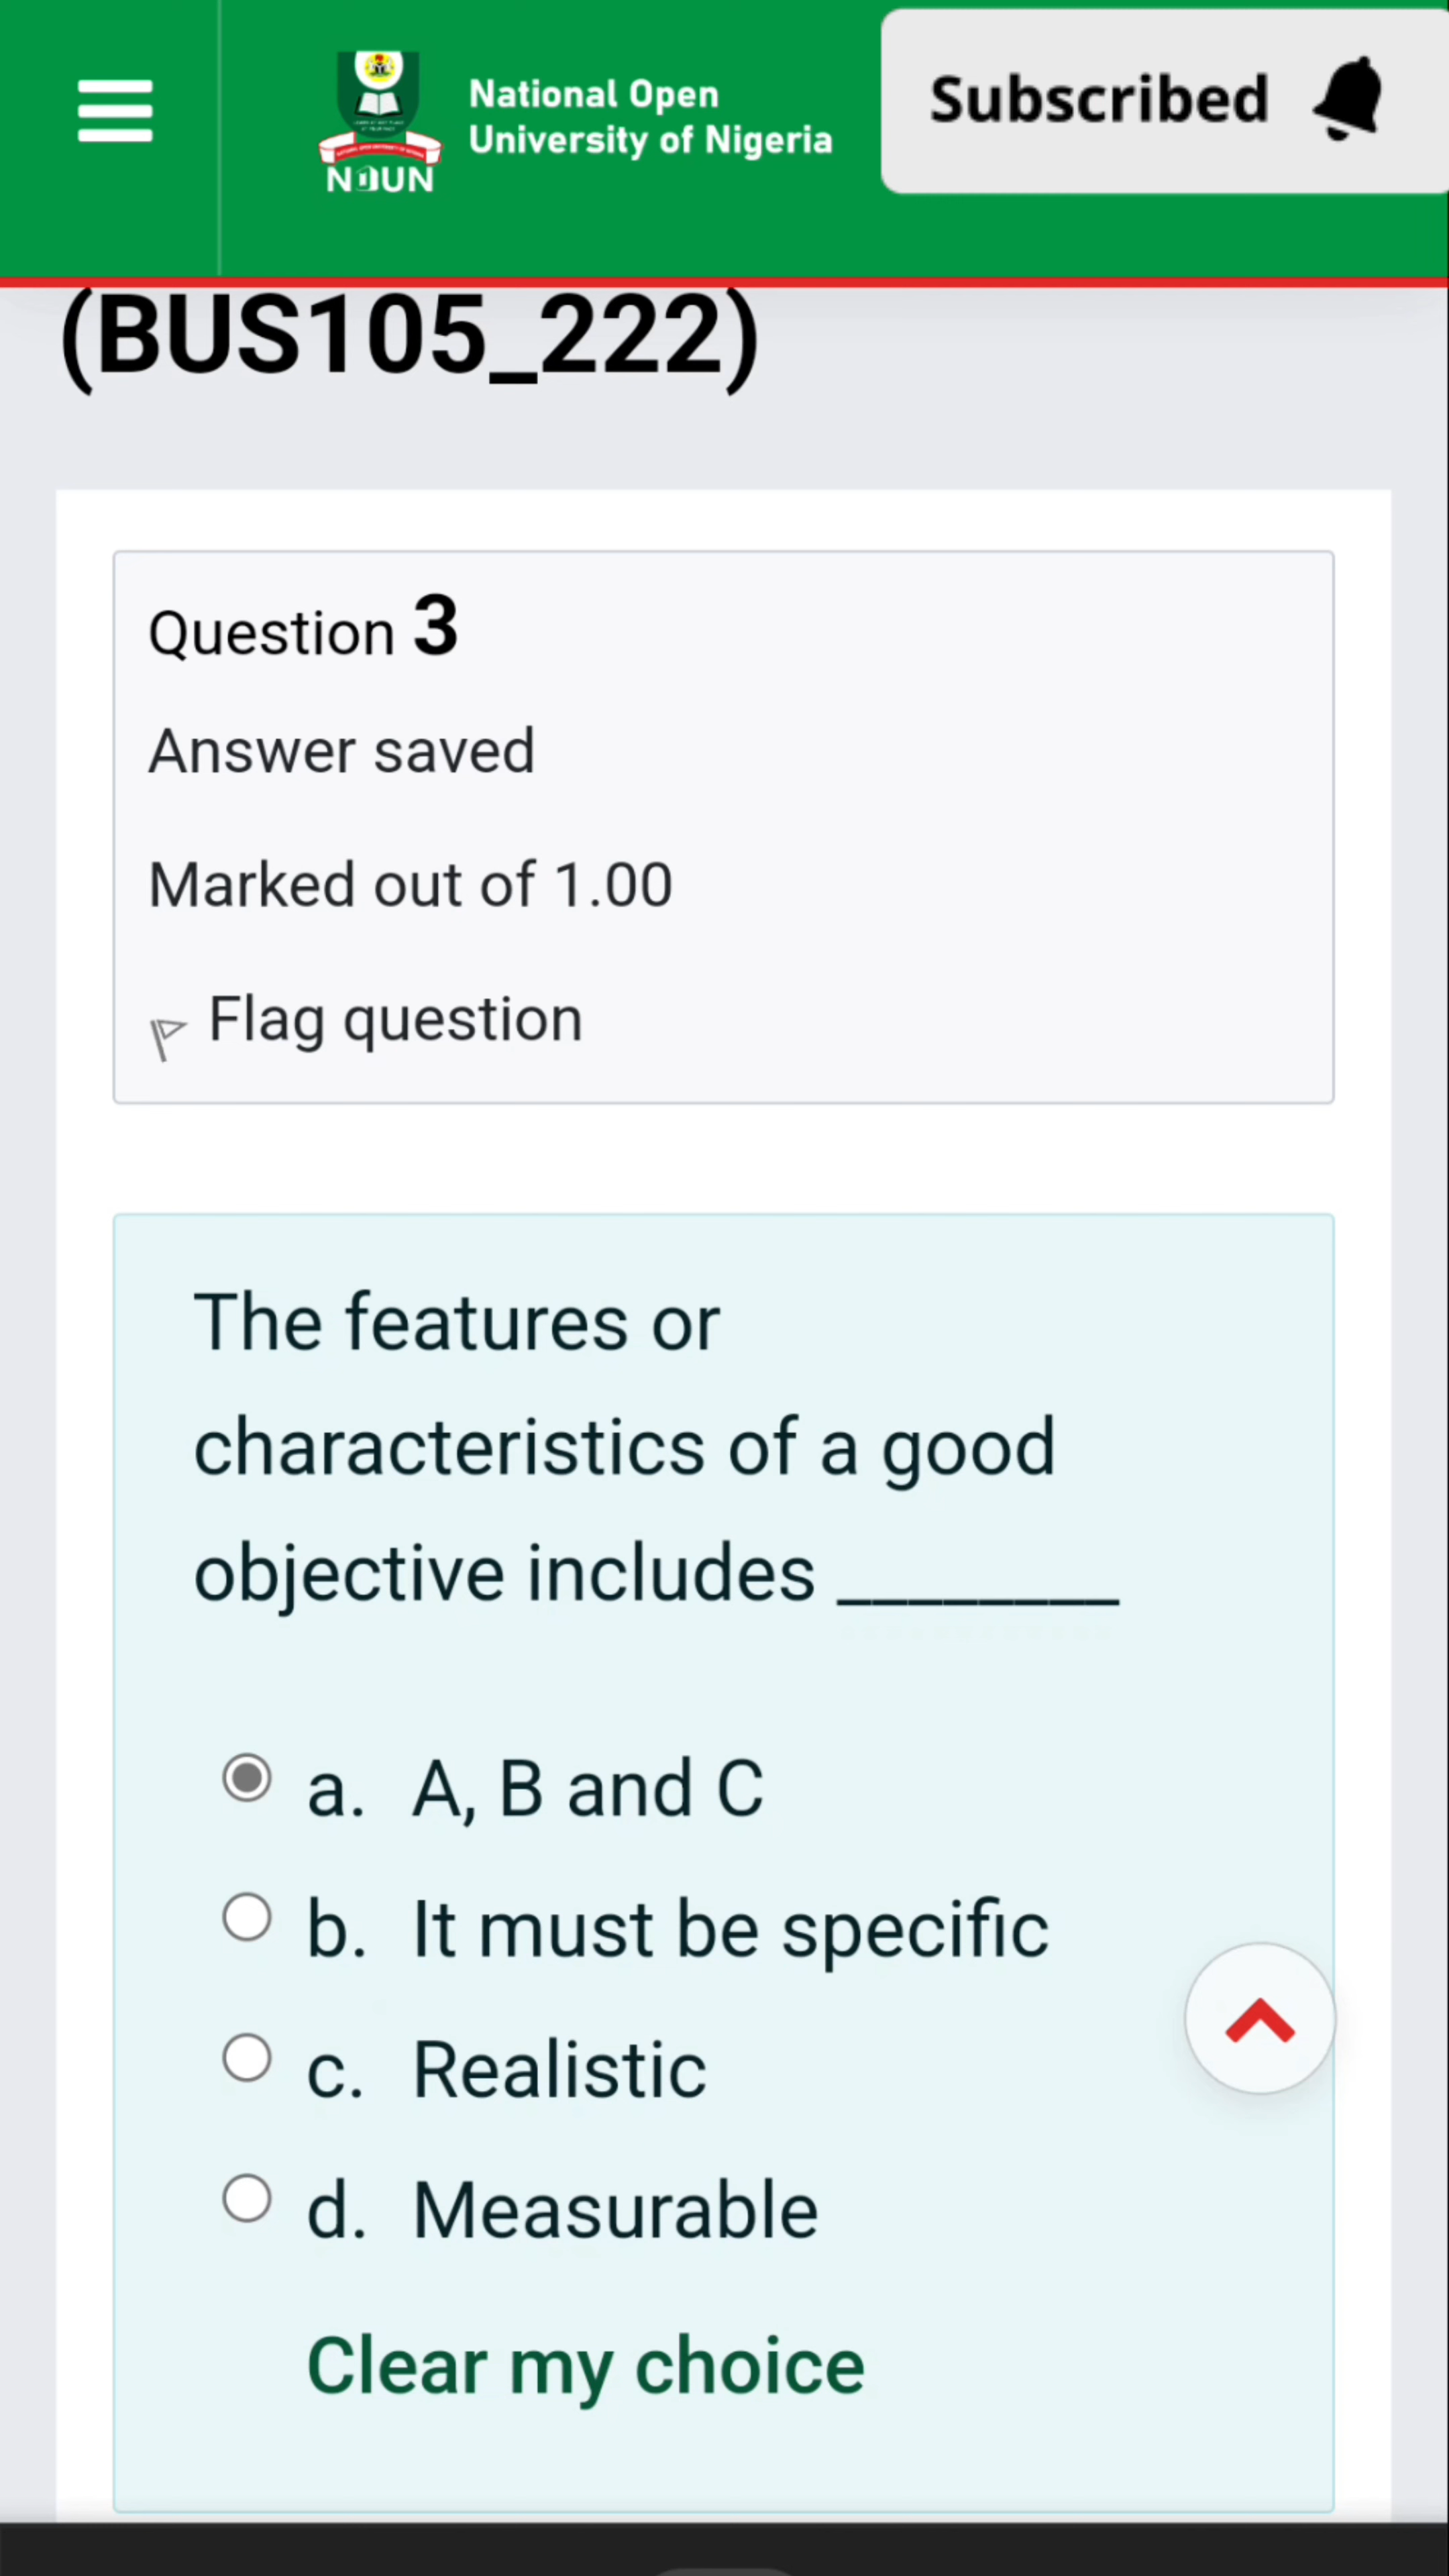 National Open
University of Nigeria
NOUN
Subscribed
(BUS105_222)
Question 3
Answer saved
Marked out of 1.00
Flag question
The features or
characteristics of a good
objective includes ________
a. A, B and C
b. It must be specific
c. Realistic
d. Measurable
Clear my choice